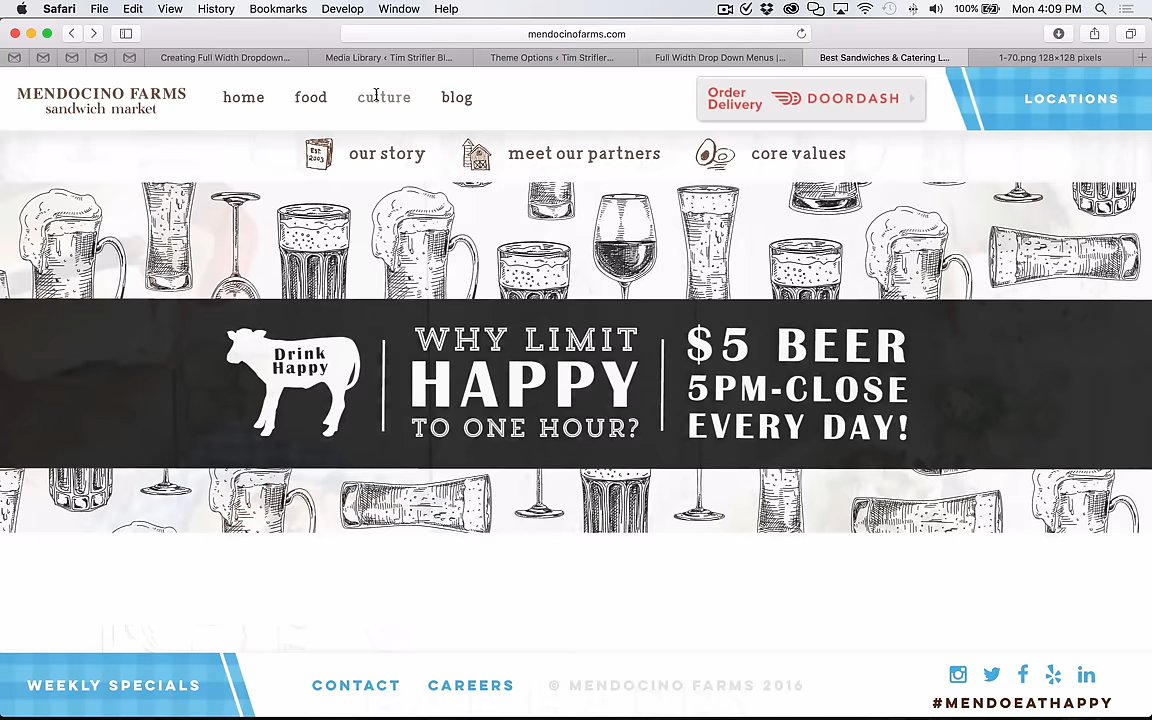 Safari File Edit View History Bookmarks Develop Window Help 100% Mon 4:09 PM
mendocinofarms.com
Creating Full Width Dropdown... Media Library ‹ Tim Strifler Bl... Theme Options ‹ Tim Strifler... Full Width Drop Down Menus |... Best Sandwiches & Catering L... 1-70.png 128×128 pixels
MENDOCINO FARMS
sandwich market
home food culture blog
Order
Delivery
DOORDASH
LOCATIONS
EST
2003
our story meet our partners core values
Drink
Happy
WHY LIMIT
HAPPY
TO ONE HOUR?
$5 BEER
5PM-CLOSE
EVERY DAY!
WEEKLY SPECIALS
CONTACT CAREERS © MENDOCINO FARMS 2016
#MENDOEATHAPPY